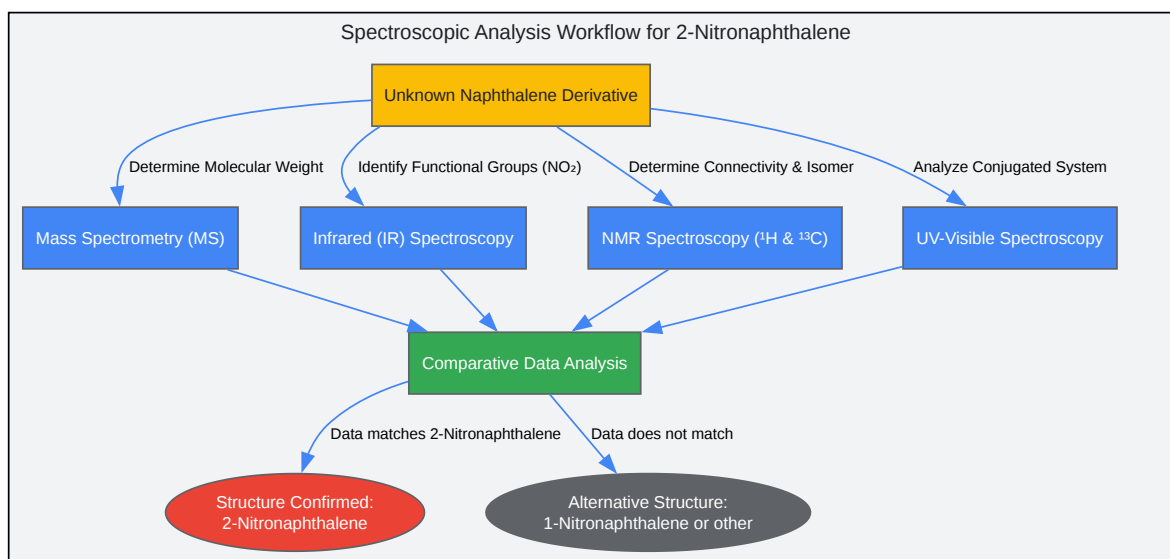 Spectroscopic Analysis Workflow for 2-Nitronaphthalene
Unknown Naphthalene Derivative
Determine Molecular Weight
Identify Functional Groups (NO₂)
Determine Connectivity & Isomer
Analyze Conjugated System
Mass Spectrometry (MS)
Infrared (IR) Spectroscopy
NMR Spectroscopy (¹H & ¹³C)
UV-Visible Spectroscopy
Comparative Data Analysis
Data matches 2-Nitronaphthalene
Data does not match
Structure Confirmed:
2-Nitronaphthalene
Alternative Structure:
1-Nitronaphthalene or other